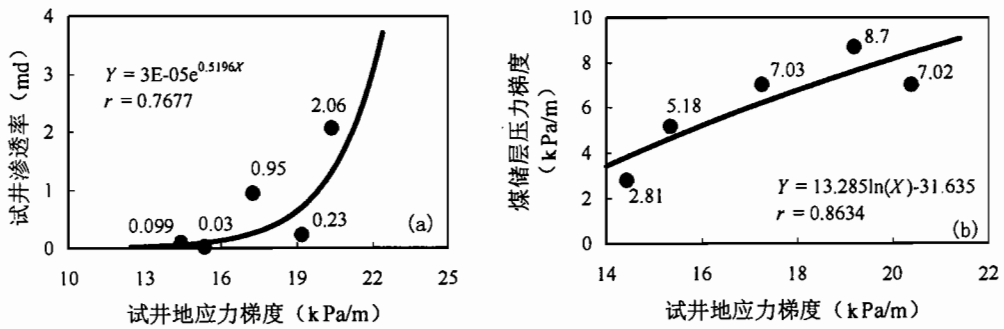 4
3
2
1
0
10
13
16
19
22
25
试井渗透率（md）
试井地应力梯度（kPa/m）
Y = 3E-05e^0.5196X
r = 0.7677
2.06
0.95
0.099
0.03
0.23
(a)
10
8
6
4
2
0
14
16
18
20
22
煤储层压力梯度
（kPa/m）
试井地应力梯度（kPa/m）
8.7
7.03
7.02
5.18
2.81
Y = 13.285ln(X)-31.635
r = 0.8634
(b)